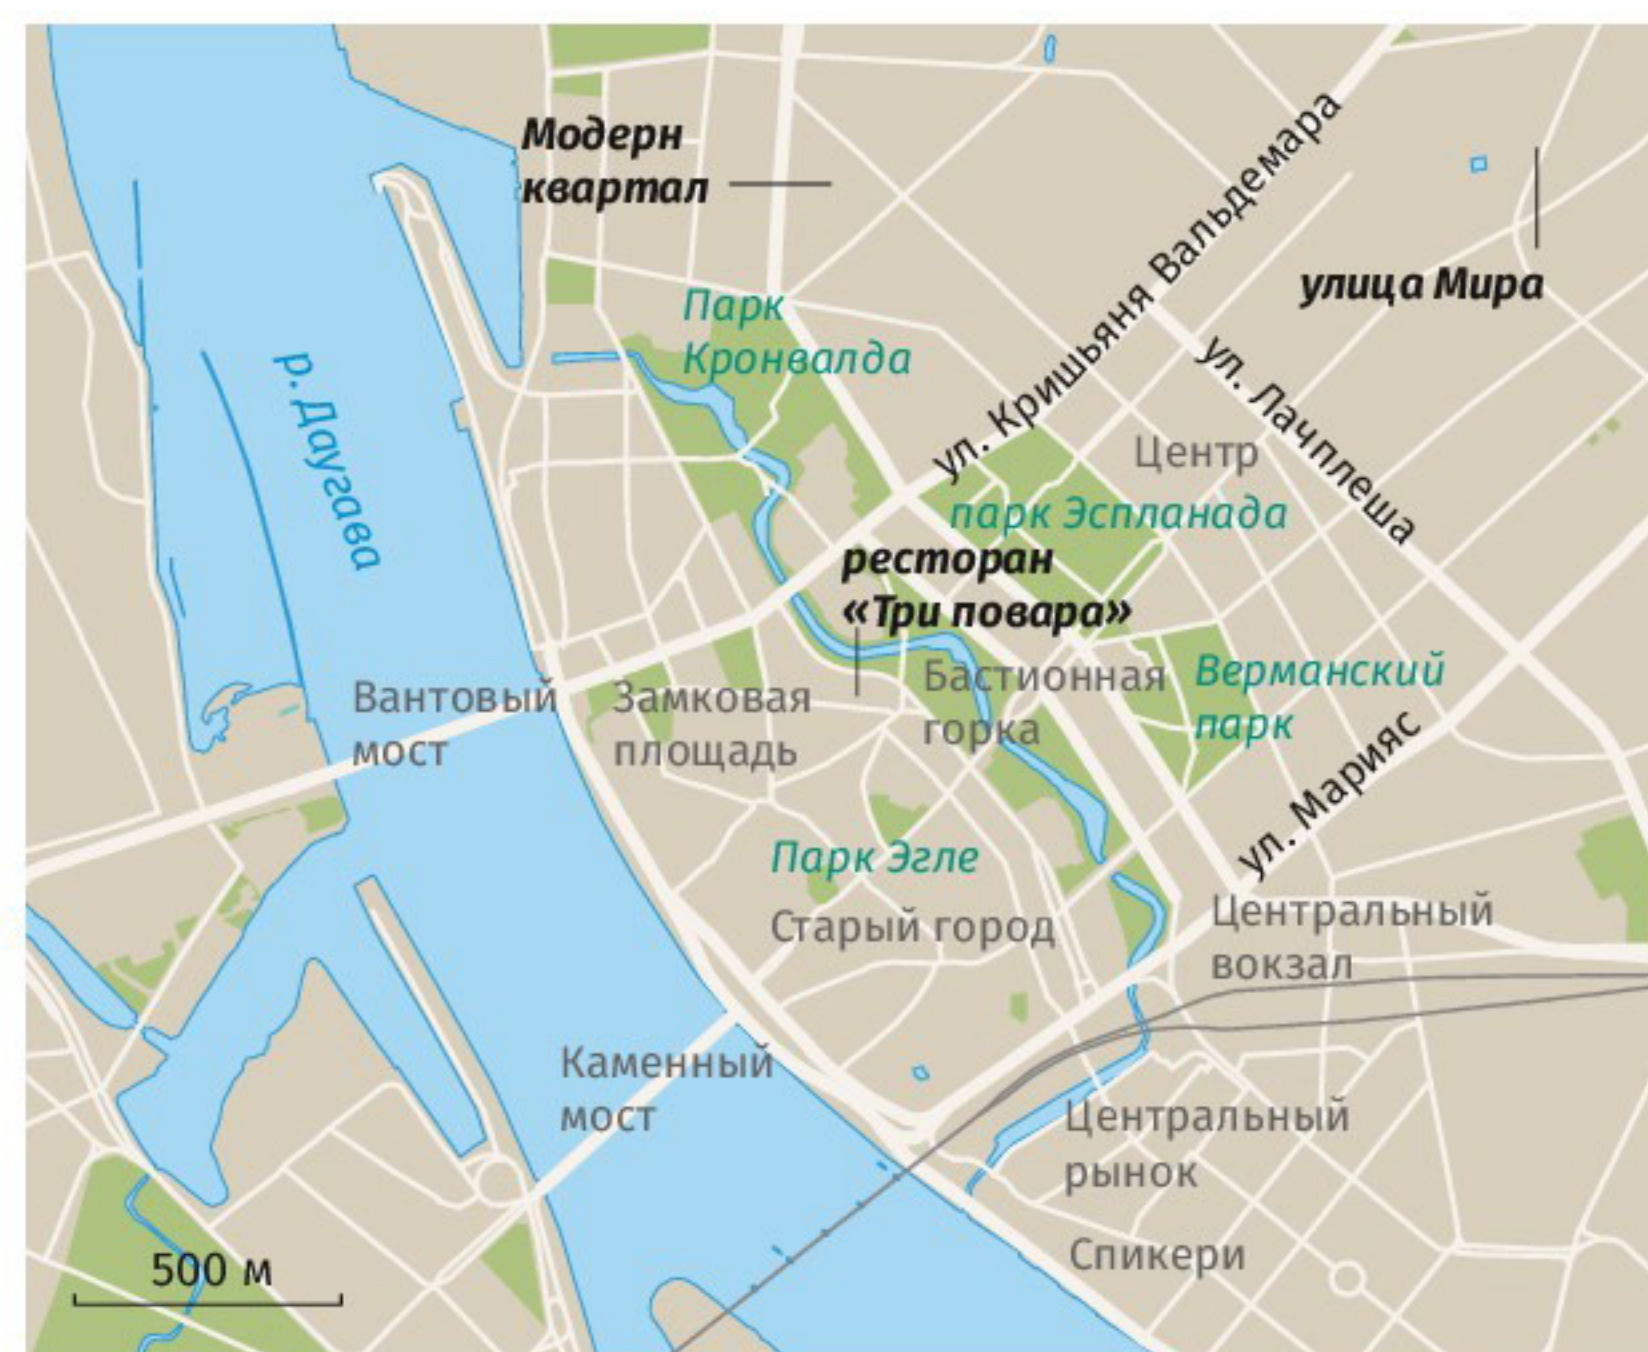 Модерн
квартал
ул. Кришьяня Вальдемара
улица Мира
Парк
Кронвалда
р. Даугава
ул. Лачплеша
Центр
парк Эспланада
ресторан
«Три повара»
Вантовый
мост
Замковая
площадь
Бастионная
горка
Верманский
парк
ул. Марияс
Парк Эгле
Старый город
Центральный
вокзал
Каменный
мост
Центральный
рынок
Спикери
500 м